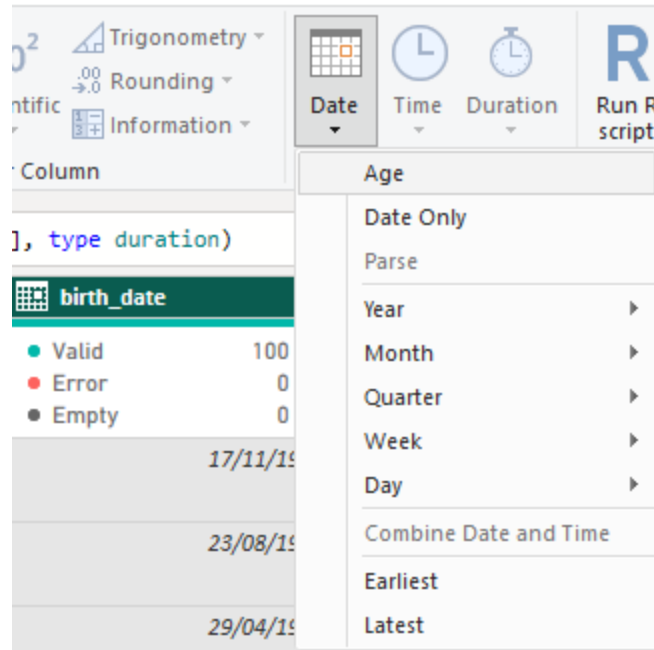 Trigonometry
.00
→.0 Rounding
Information
Column
Date
Time
Duration
Run R
script
Age
Date Only
Parse
Year
Month
Quarter
Week
Day
Combine Date and Time
Earliest
Latest
], type duration)
birth_date
Valid 100
Error 0
Empty 0
17/11/19
23/08/19
29/04/19